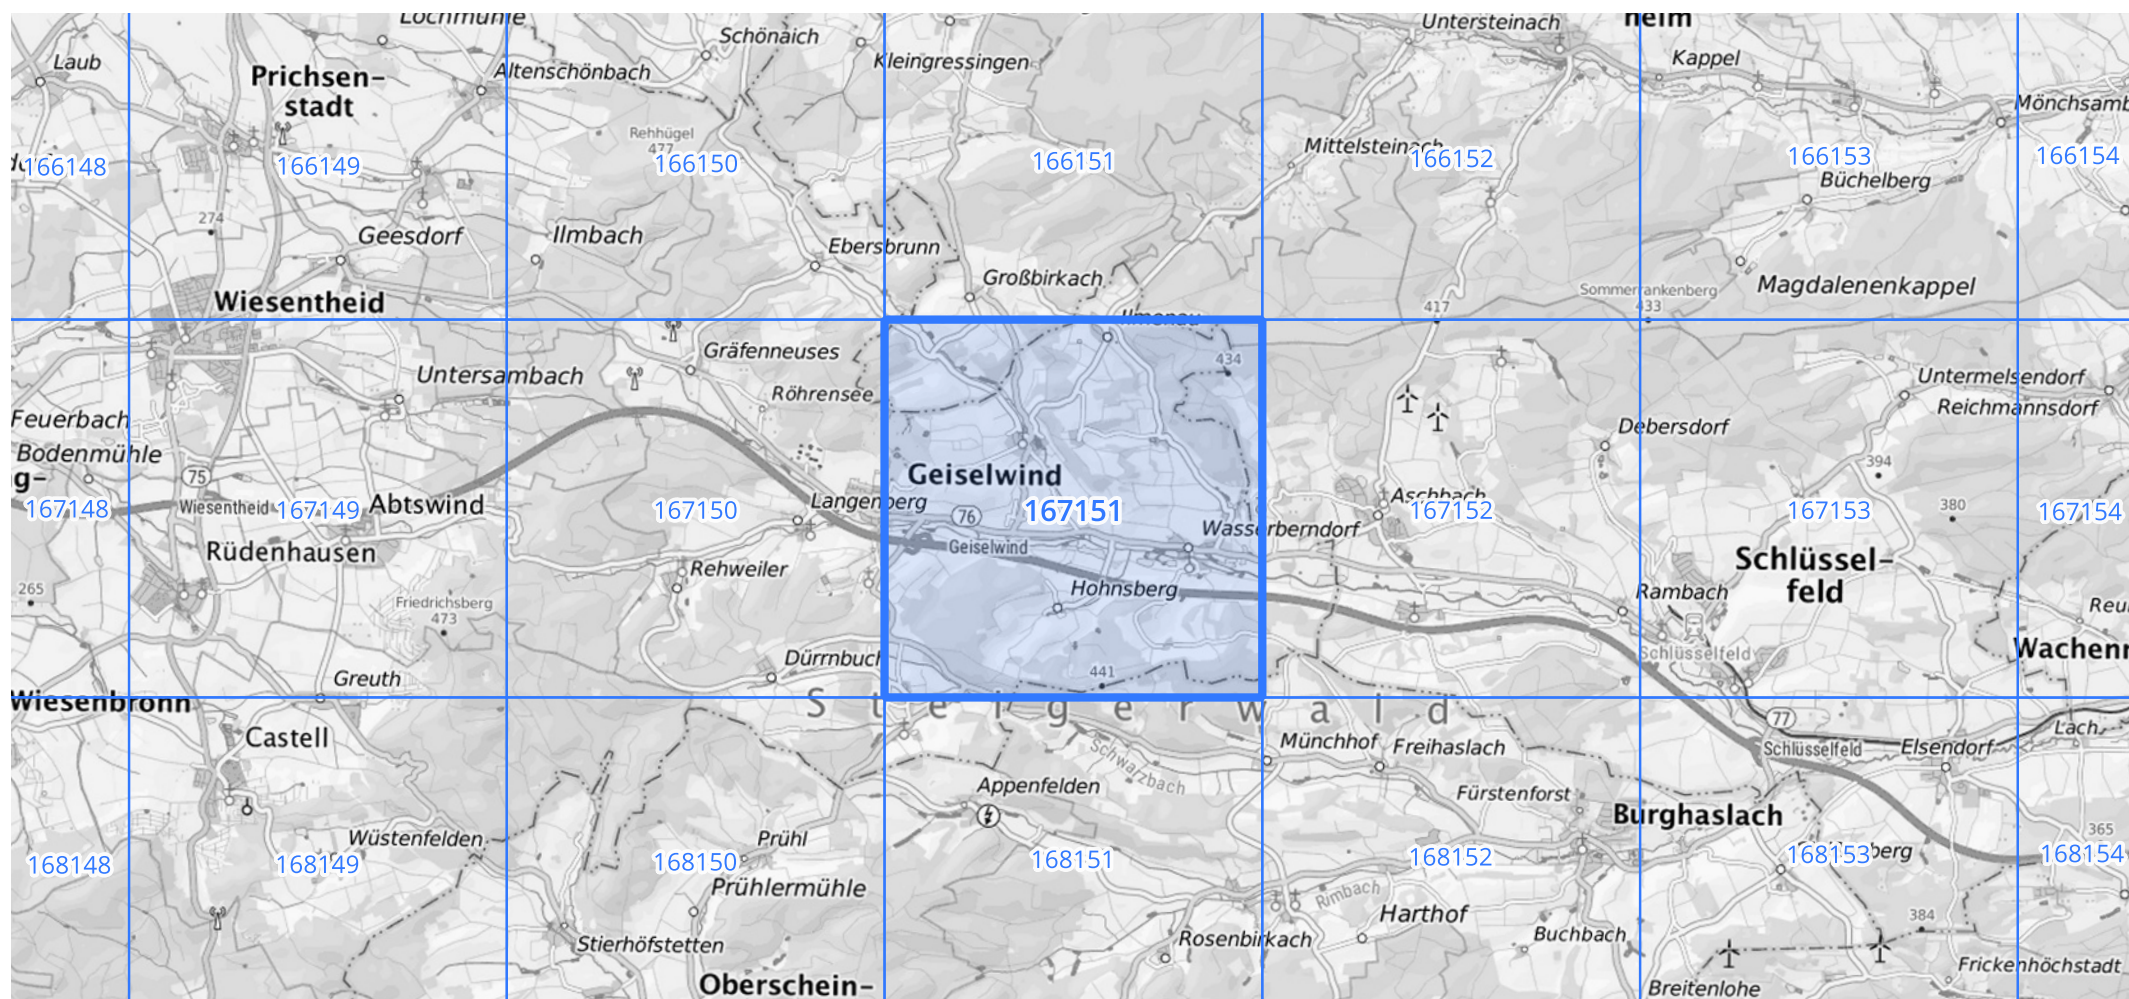 Lochmühle
Schönaich
Untersteinach
heim
Laub
Prichsen-
stadt
Altenschönbach
Kleingressingen
Kappel
Mönchsamb
Rehhügel
477
Mittelsteinach
166148
166149
166150
166151
166152
166153
166154
Büchelberg
274
Geesdorf
Ilmbach
Ebersbrunn
Großbirkach
Magdalenenkappel
Wiesentheid
417
Sommerrankenberg
433
Ilmenau
Gräfenneuses
434
Untersambach
Röhrensee
Untermelsendorf
Reichmannsdorf
Feuerbach
Debersdorf
Bodenmühle
g-
75
Geiselwind
394
Wiesentheid
Abtswind
Langenberg
76
Aschbach
380
167148
167149
167150
167151
167152
167153
167154
Wasserberndorf
Rüdenhausen
Geiselwind
Schlüssel-
feld
Rehweiler
265
Friedrichsberg
473
Hohnsberg
Rambach
Reu
Schlüsselfeld
Wachenr
Dürrnbuch
Greuth
441
Wiesenbronn
Steigerwald
77
Castell
Schwarzbach
Münchhof
Freihaslach
Schlüsselfeld
Elsendorf
Lach
Appenfelden
Fürstenforst
Burghaslach
Wüstenfelden
Prühl
365
168148
168149
168150
168151
168152
168153
berg
168154
Prühlermühle
Rimbach
Harthof
384
Stierhöfstetten
Rosenbirkach
Buchbach
Frickenhöchstadt
Oberschein-
Breitenlohe